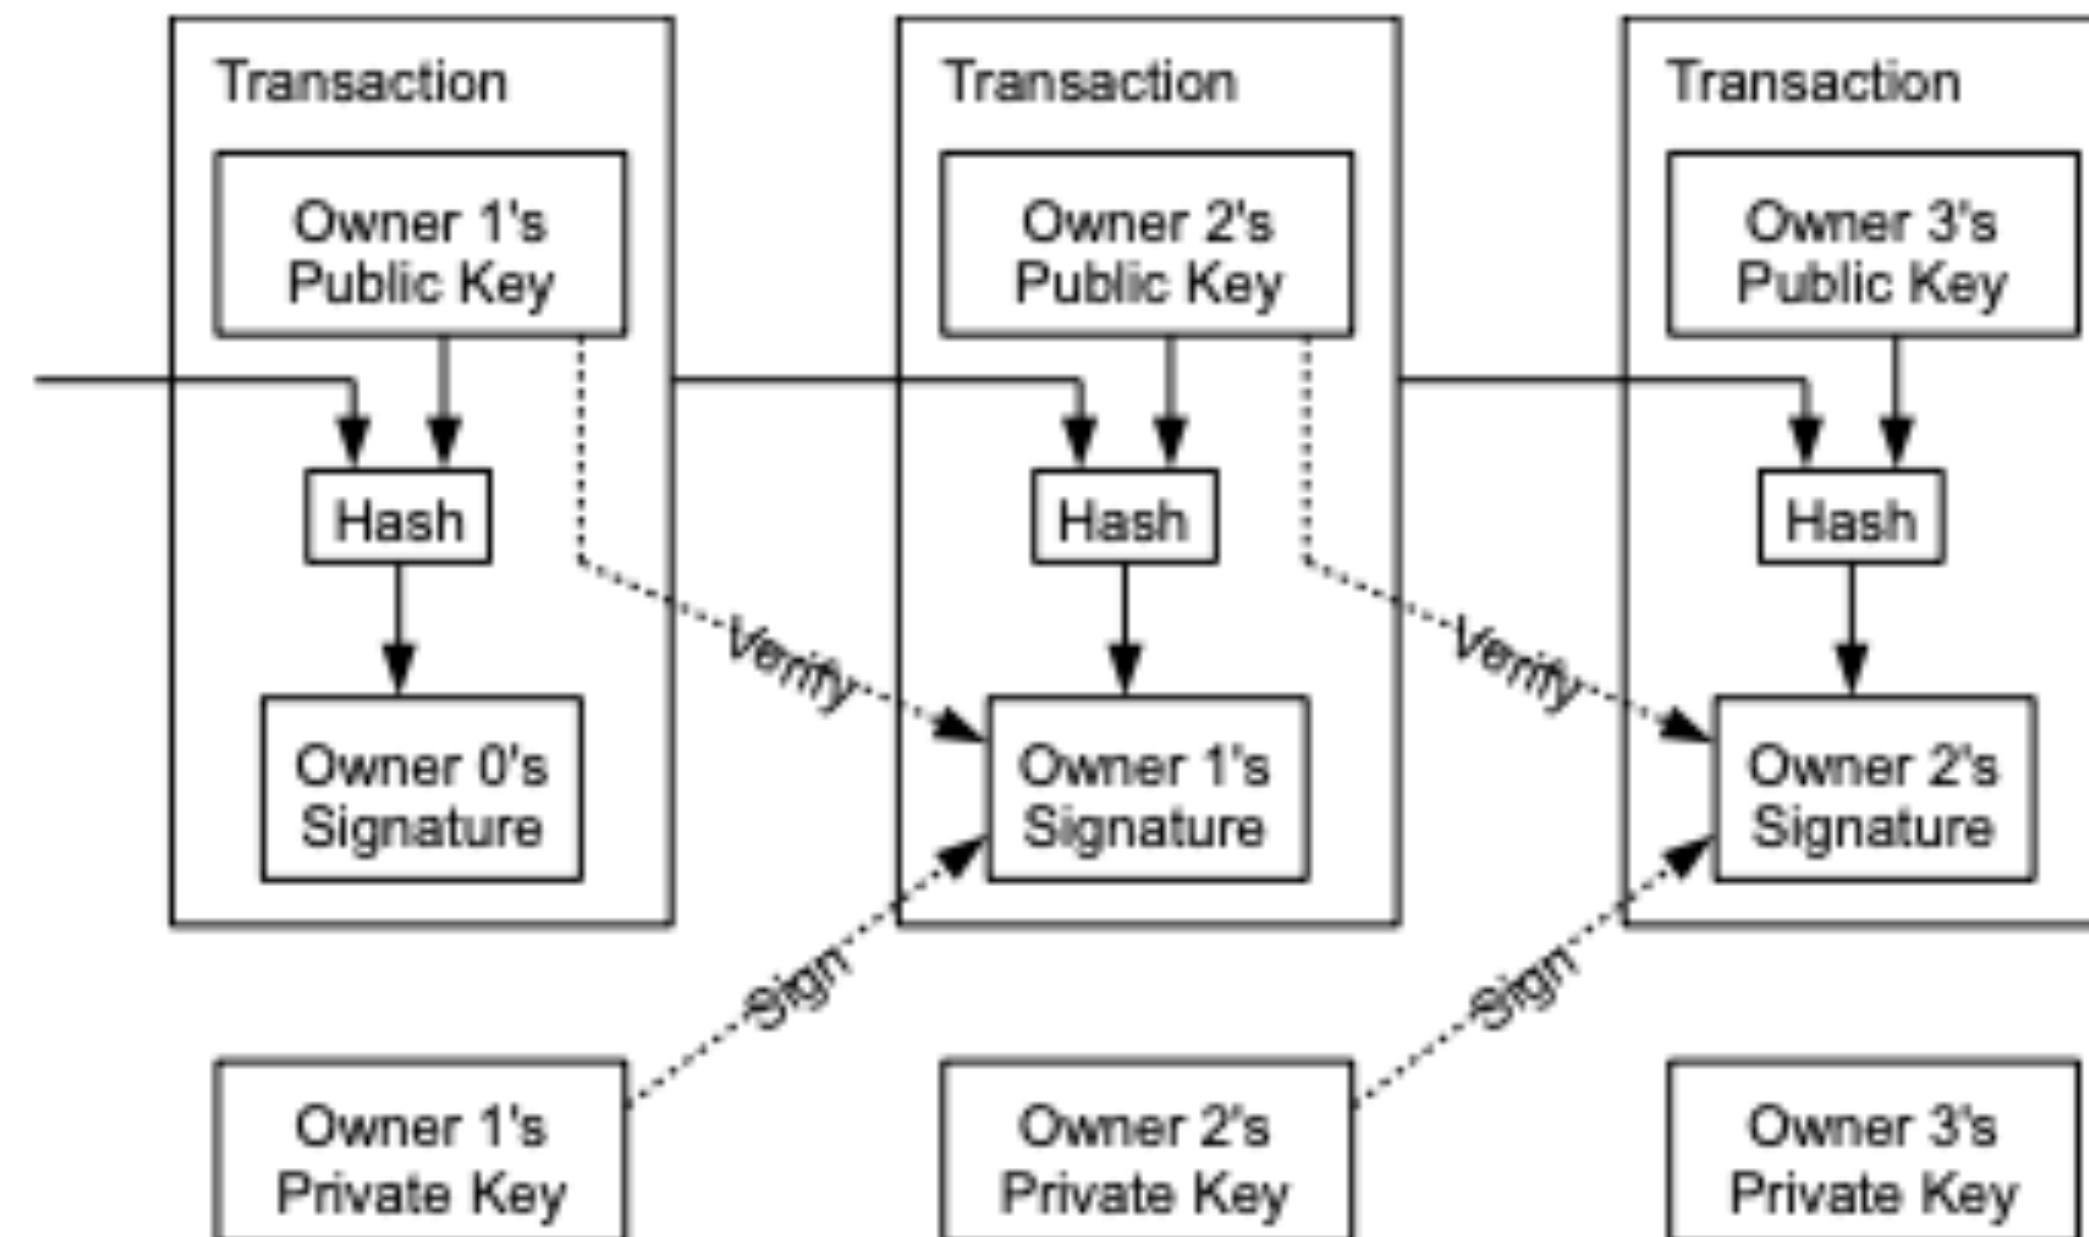 Transaction
Transaction
Transaction
Owner 1's
Public Key
Owner 2's
Public Key
Owner 3's
Public Key
Hash
Hash
Hash
Verify
Verify
Owner 0's
Signature
Owner 1's
Signature
Owner 2's
Signature
Sign
Sign
Owner 1's
Private Key
Owner 2's
Private Key
Owner 3's
Private Key